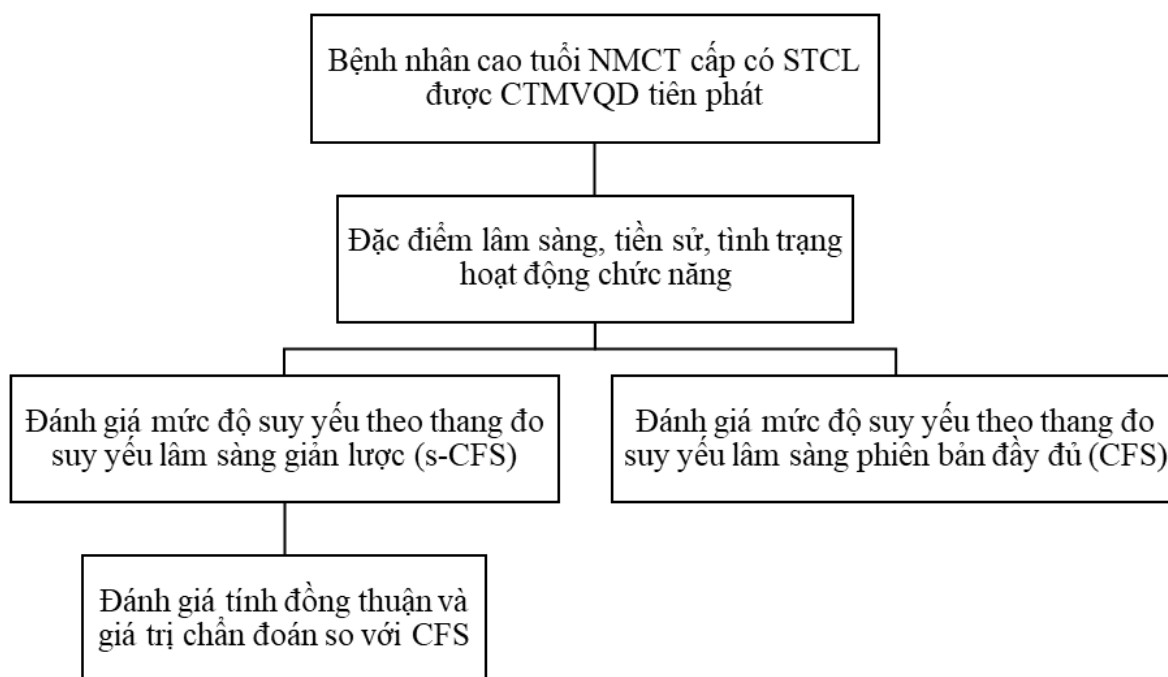 Bệnh nhân cao tuổi NMCT cấp có STCL
được CTMVQD tiên phát
Đặc điểm lâm sàng, tiền sử, tình trạng
hoạt động chức năng
Đánh giá mức độ suy yếu theo thang đo
suy yếu lâm sàng giản lược (s-CFS)
Đánh giá mức độ suy yếu theo thang đo
suy yếu lâm sàng phiên bản đầy đủ (CFS)
Đánh giá tính đồng thuận và
giá trị chẩn đoán so với CFS